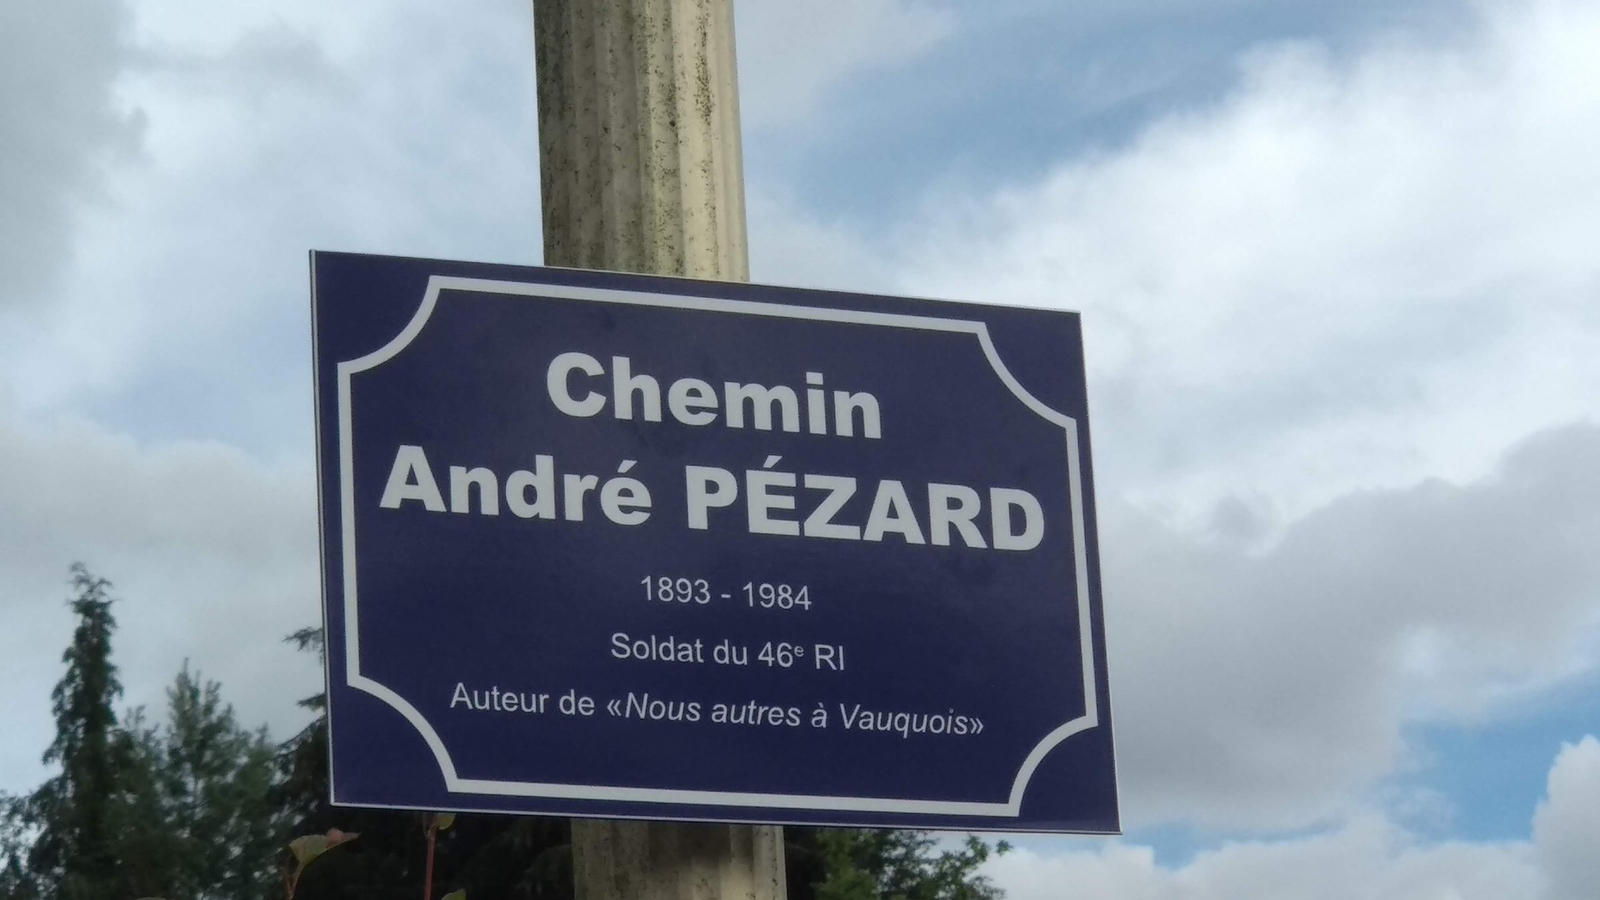 Chemin
André PÉZARD
1893 - 1984
Soldat du 46e RI
Auteur de «Nous autres à Vauquois»